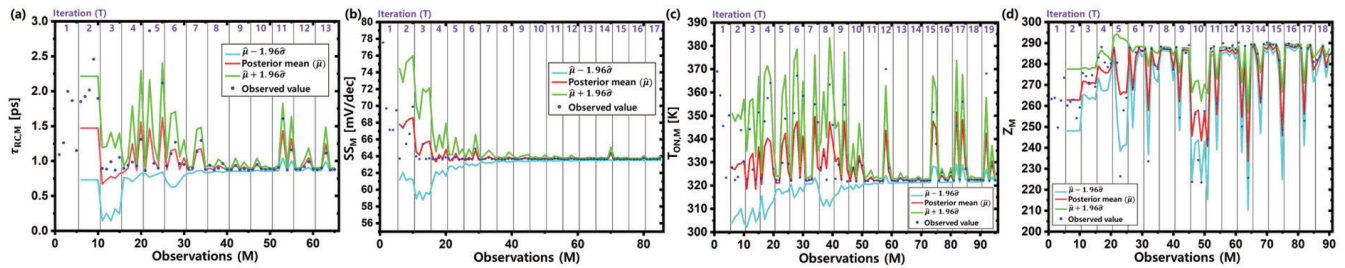 (a)
Iteration (T)
1 2 3 4 5 6 7 8 9 10 11 12 13
3.0
2.5
2.0
1.5
1.0
0.5
0.0
τRC,M [ps]
μ̂ − 1.96σ̂
Posterior mean (μ̂)
μ̂ + 1.96σ̂
Observed value
0 10 20 30 40 50 60
Observations (M)
(b)
Iteration (T)
1 2 3 4 5 6 7 8 9 10 11 12 13 14 15 16 17
80
78
76
74
72
70
68
66
64
62
60
58
56
SSM [mV/dec]
μ̂ − 1.96σ̂
Posterior mean (μ̂)
μ̂ + 1.96σ̂
Observed value
0 10 20 30 40 50 60 70 80
Observations (M)
(c)
Iteration (T)
1 2 3 4 5 6 7 8 9 10 11 12 13 14 15 16 17 18 19
390
380
370
360
350
340
330
320
310
300
TON,M [K]
μ̂ − 1.96σ̂
Posterior mean (μ̂)
μ̂ + 1.96σ̂
Observed value
0 10 20 30 40 50 60 70 80 90
Observations (M)
(d)
Iteration (T)
1 2 3 4 5 6 7 8 9 10 11 12 13 14 15 16 17 18
300
290
280
270
260
250
240
230
220
210
200
ZM
μ̂ − 1.96σ̂
Posterior mean (μ̂)
μ̂ + 1.96σ̂
Observed value
0 10 20 30 40 50 60 70 80 90
Observations (M)